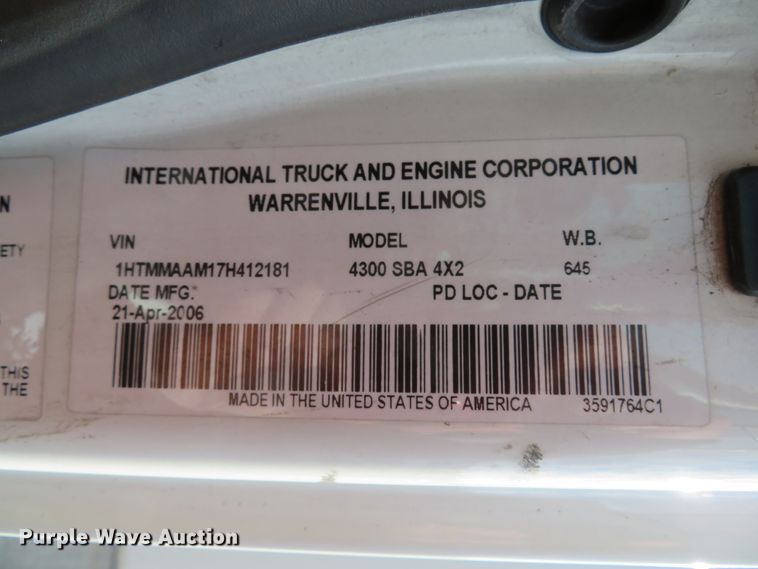 INTERNATIONAL TRUCK AND ENGINE CORPORATION
WARRENVILLE, ILLINOIS
VIN MODEL W.B.
1HTMMAAM17H412181 4300 SBA 4X2 645
DATE MFG. PD LOC - DATE
21-Apr-2006
MADE IN THE UNITED STATES OF AMERICA 3591764C1
N
ETY
THIS
THE
Purple Wave Auction